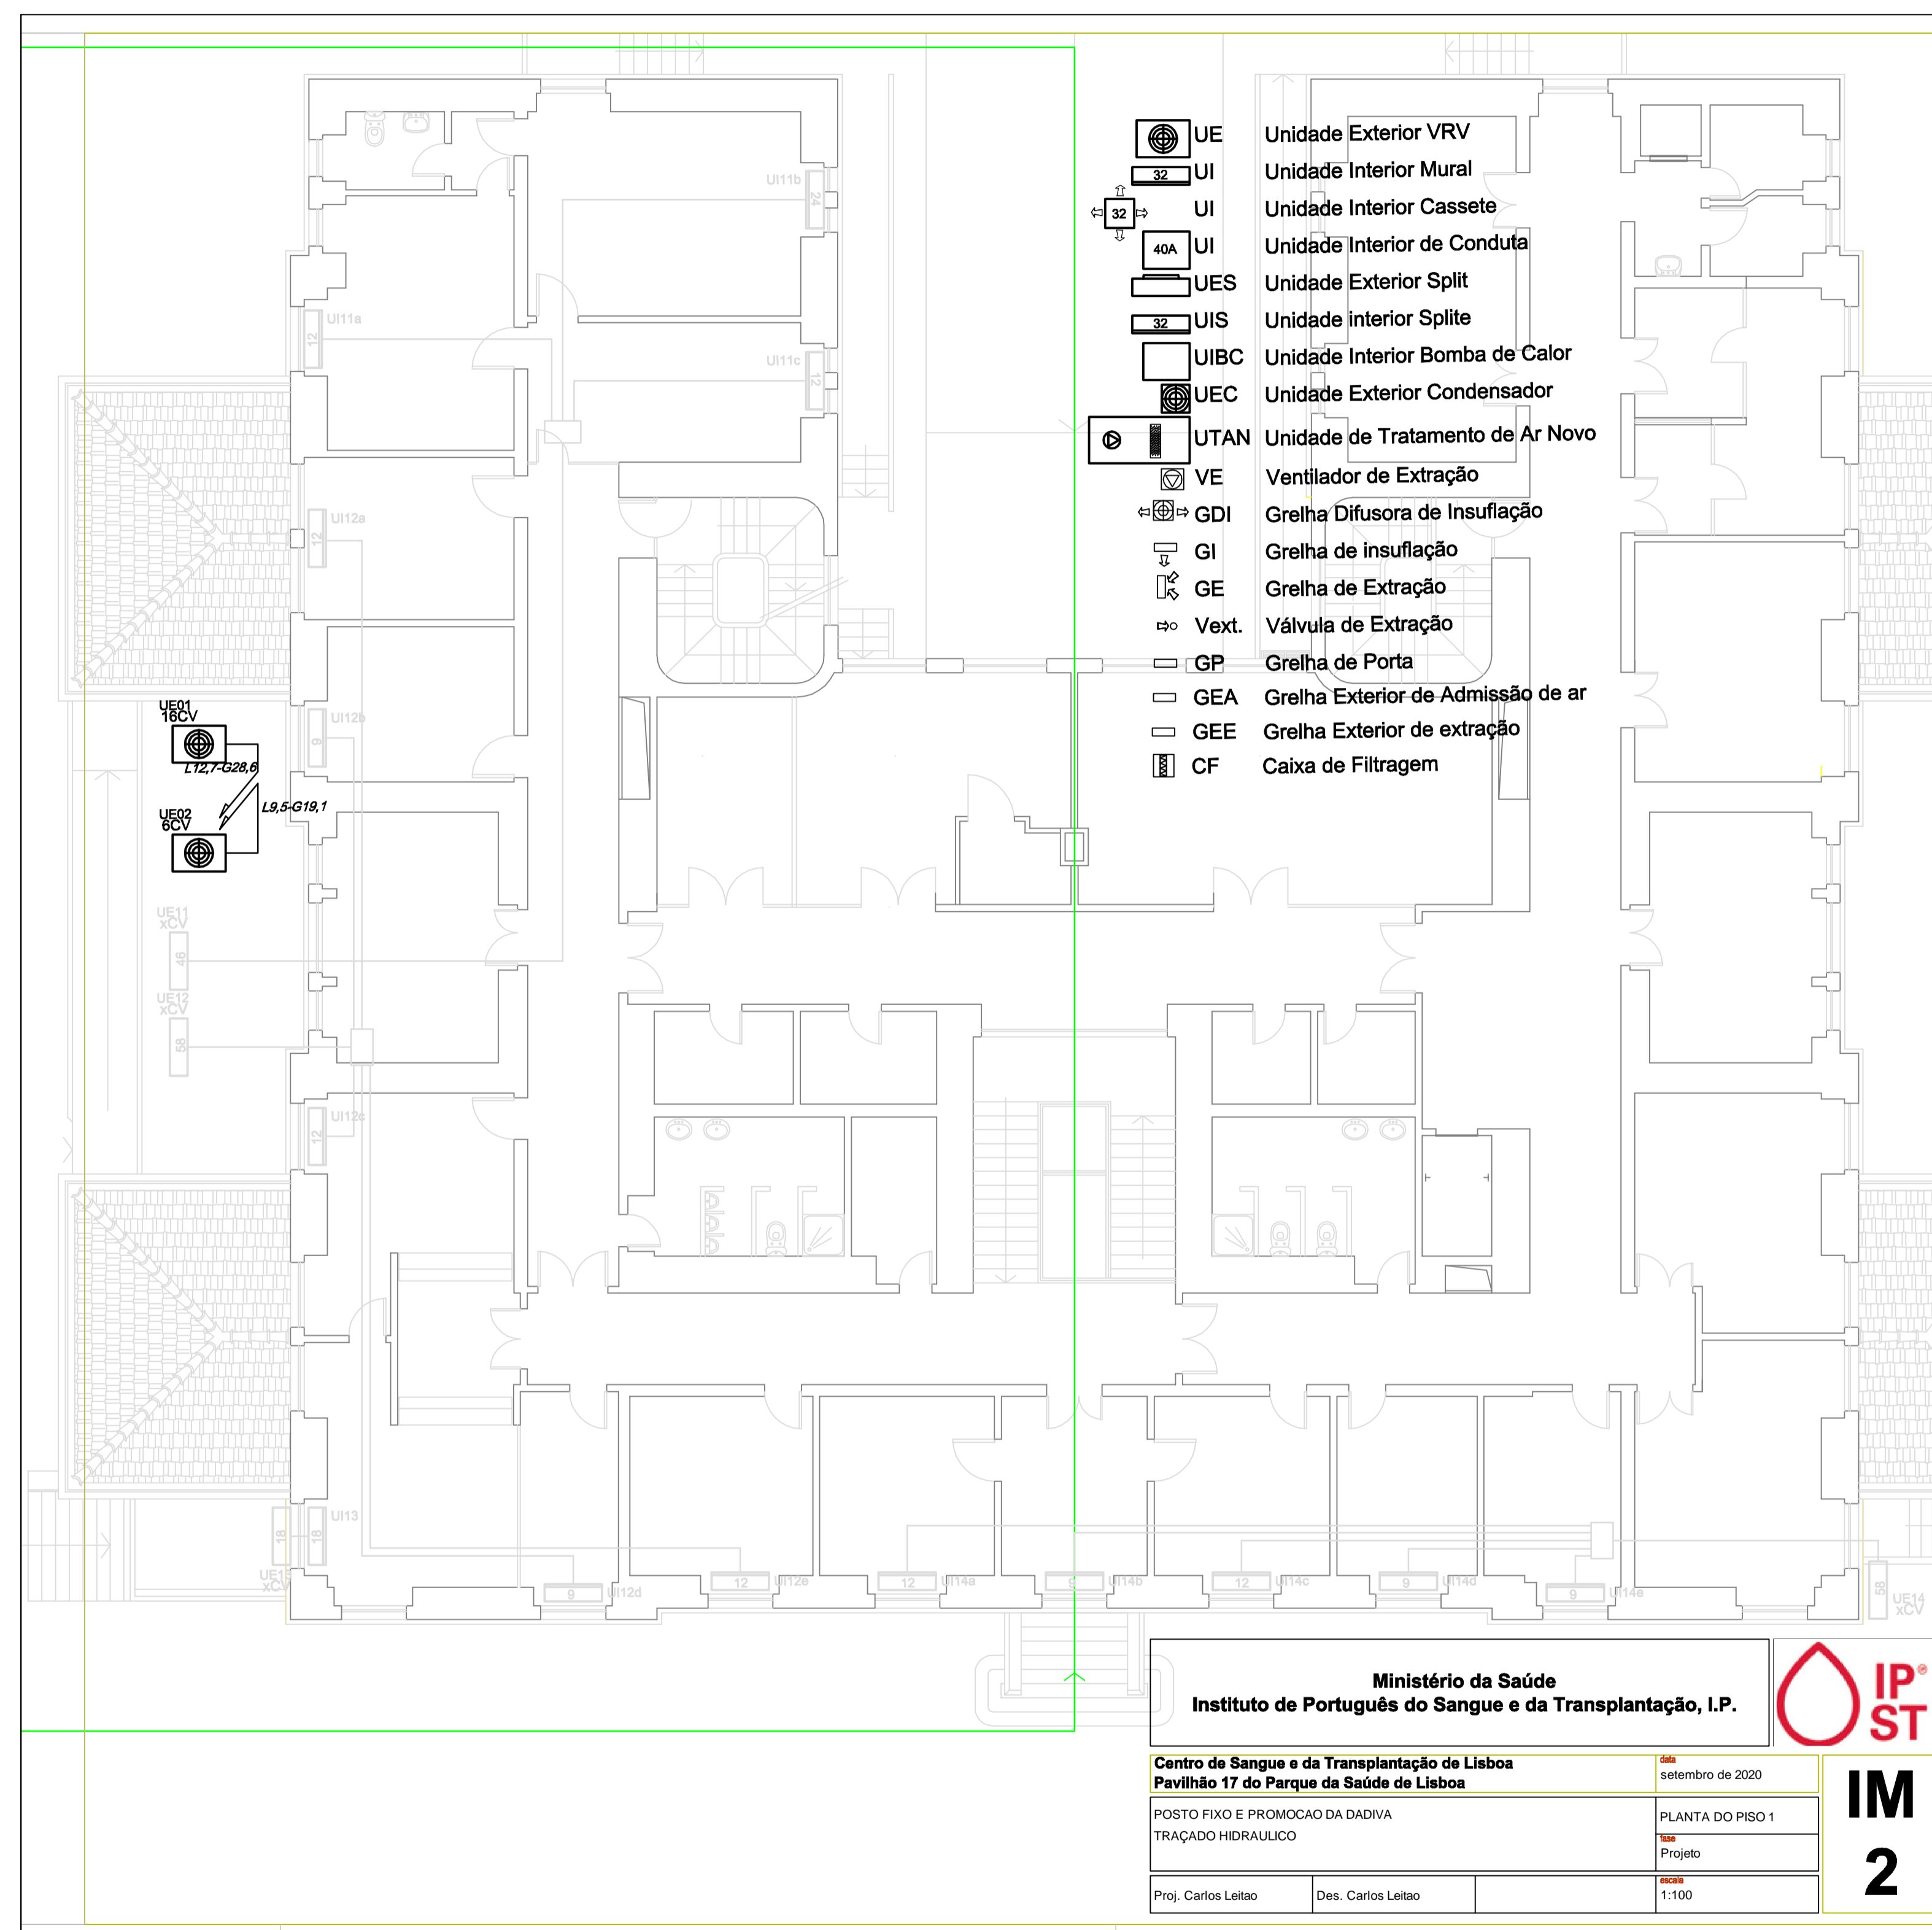 UE Unidade Exterior VRV
32 UI Unidade Interior Mural
32 UI Unidade Interior Cassete
40A UI Unidade Interior de Conduta
UES Unidade Exterior Split
32 UIS Unidade interior Splite
UIBC Unidade Interior Bomba de Calor
UEC Unidade Exterior Condensador
UTAN Unidade de Tratamento de Ar Novo
VE Ventilador de Extração
GDI Grelha Difusora de Insuflação
GI Grelha de insuflação
GE Grelha de Extração
Vext. Válvula de Extração
GP Grelha de Porta
GEA Grelha Exterior de Admissão de ar
GEE Grelha Exterior de extração
CF Caixa de Filtragem
UI11b
24
UI11a
12
UI11c
12
UI12a
12
UI12b
9
UE01
16CV
L12,7-G28,6
L9,5-G19,1
UE02
6CV
UE11
xCV
46
UE12
xCV
58
UI12c
12
UI13
18
18
UE13
xCV
9 UI12d
12 UI12e
12 UI14a
9 UI14b
12 UI14c
9 UI14d
9 UI14e
58
UE14
xCV
Ministério da Saúde
Instituto de Português do Sangue e da Transplantação, I.P.
IP
ST
Centro de Sangue e da Transplantação de Lisboa
Pavilhão 17 do Parque da Saúde de Lisboa
data
setembro de 2020
POSTO FIXO E PROMOCAO DA DADIVA
TRAÇADO HIDRAULICO
PLANTA DO PISO 1
fase
Projeto
Proj. Carlos Leitao
Des. Carlos Leitao
escala
1:100
IM
2